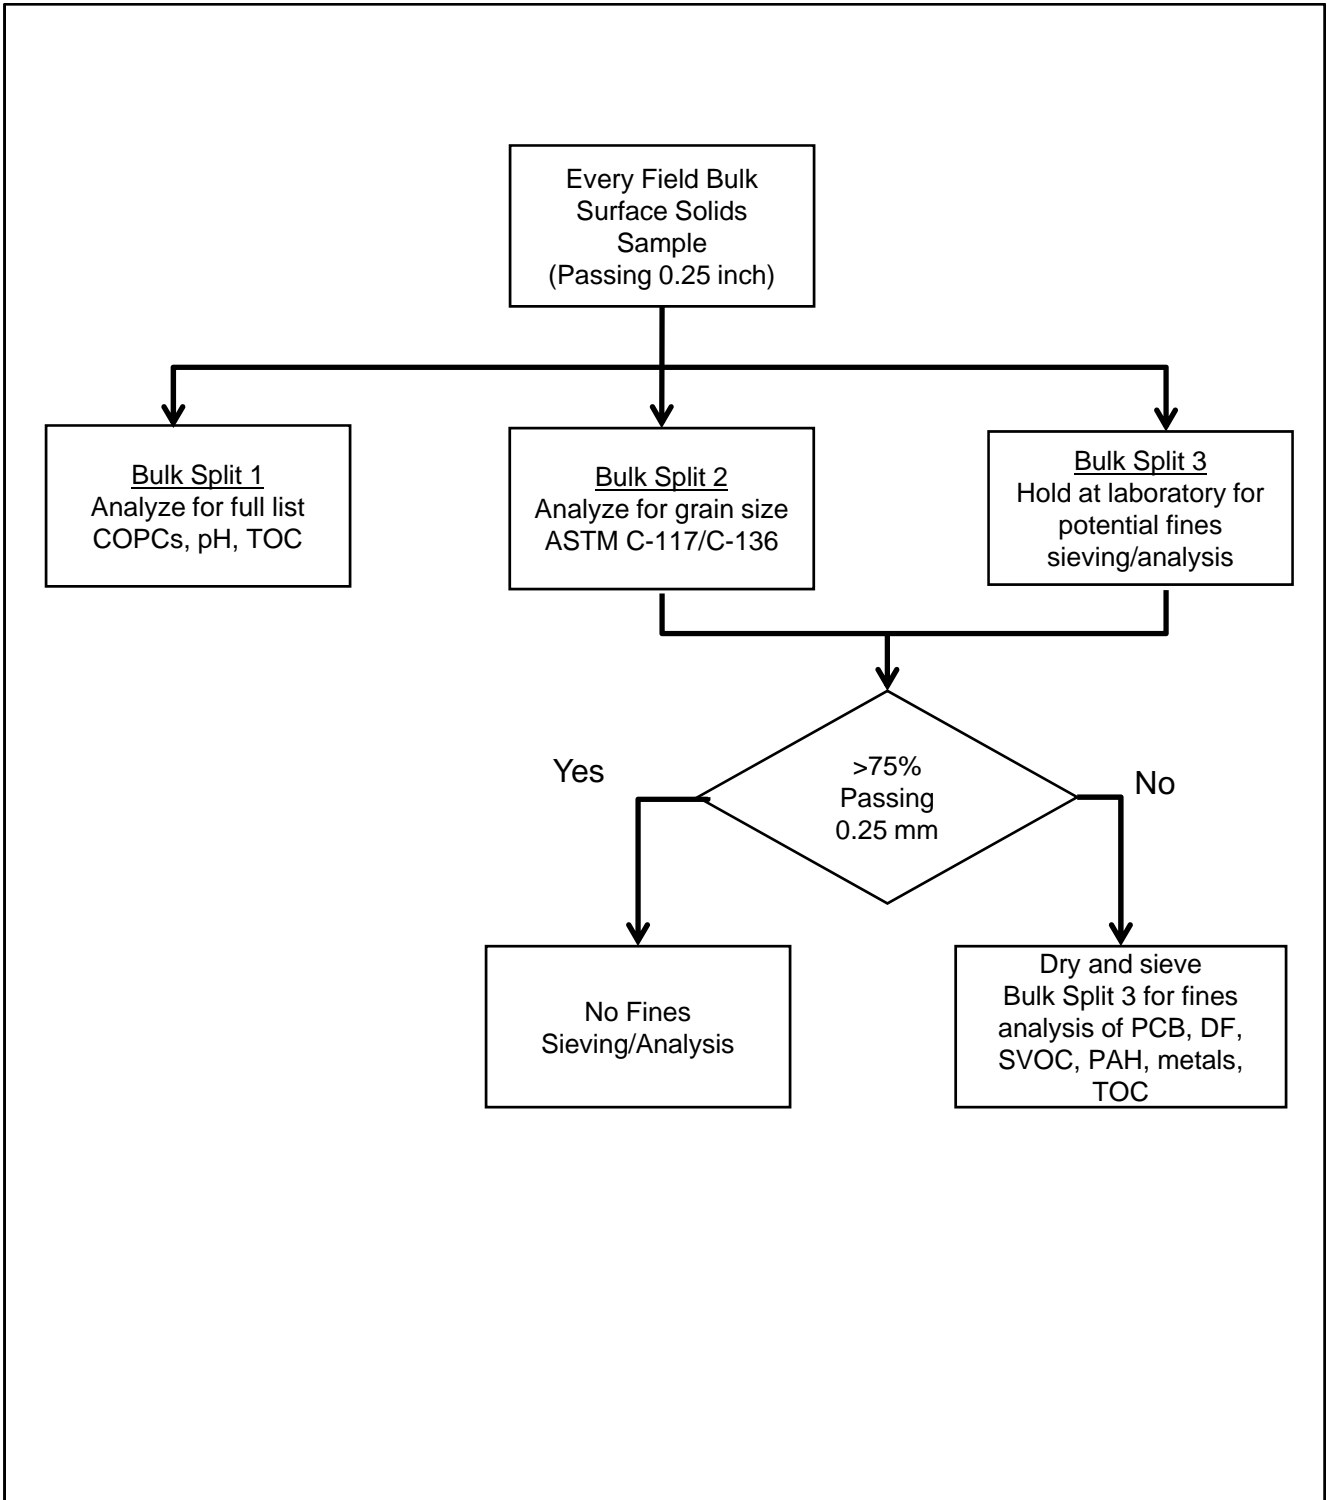 Every Field Bulk
Surface Solids
Sample
(Passing 0.25 inch)
Bulk Split 1
Analyze for full list
COPCs, pH, TOC
Bulk Split 2
Analyze for grain size
ASTM C-117/C-136
Bulk Split 3
Hold at laboratory for
potential fines
sieving/analysis
Yes
>75%
Passing
0.25 mm
No
No Fines
Sieving/Analysis
Dry and sieve
Bulk Split 3 for fines
analysis of PCB, DF,
SVOC, PAH, metals,
TOC